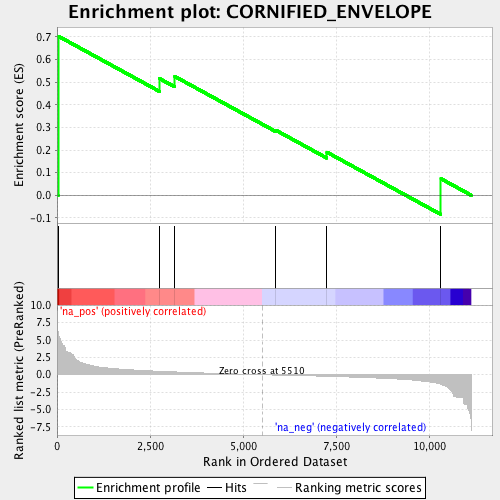 Enrichment plot: CORNIFIED_ENVELOPE
Enrichment score (ES)
0.7
0.6
0.5
0.4
0.3
0.2
0.1
0.0
-0.1
Ranked list metric (PreRanked)
10.0
7.5
5.0
2.5
0.0
-2.5
-5.0
-7.5
'na_pos' (positively correlated)
Zero cross at 5510
'na_neg' (negatively correlated)
0 2,500 5,000 7,500 10,000
Rank in Ordered Dataset
Enrichment profile Hits Ranking metric scores